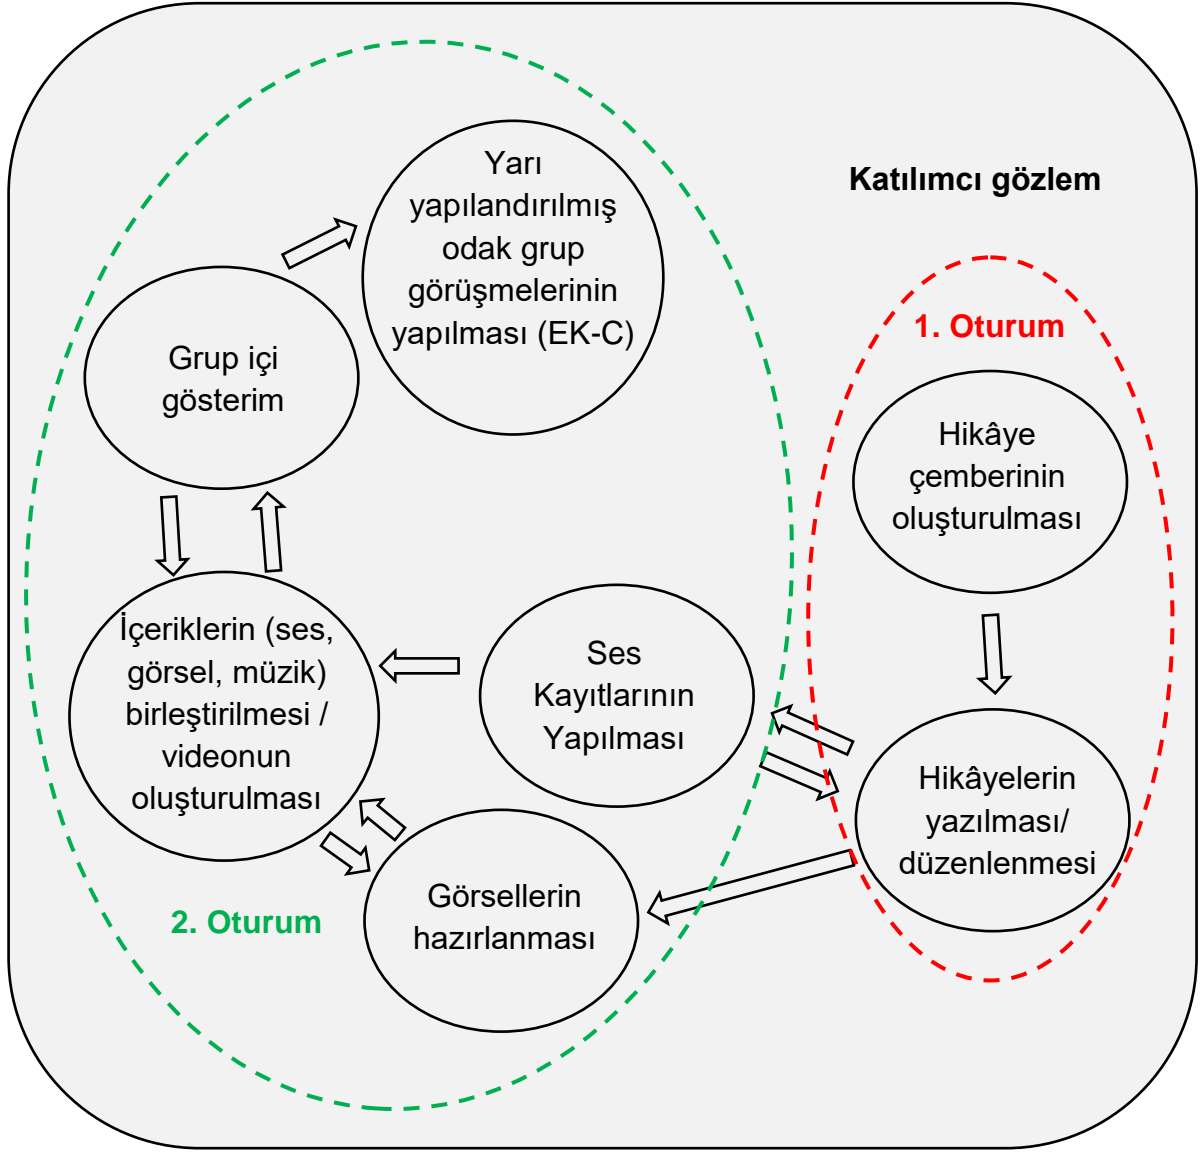 Katılımcı gözlem
1. Oturum
Hikâye
çemberinin
oluşturulması
Hikâyelerin
yazılması/
düzenlenmesi
Yarı
yapılandırılmış
odak grup
görüşmelerinin
yapılması (EK-C)
Grup içi
gösterim
İçeriklerin (ses,
görsel, müzik)
birleştirilmesi /
videonun
oluşturulması
Ses
Kayıtlarının
Yapılması
Görsellerin
hazırlanması
2. Oturum